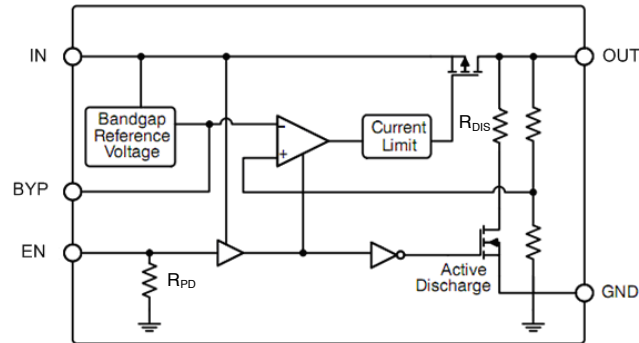 IN
OUT
Bandgap
Reference
Voltage
-
+
Current
Limit
RDIS
BYP
EN
RPD
Active
Discharge
GND